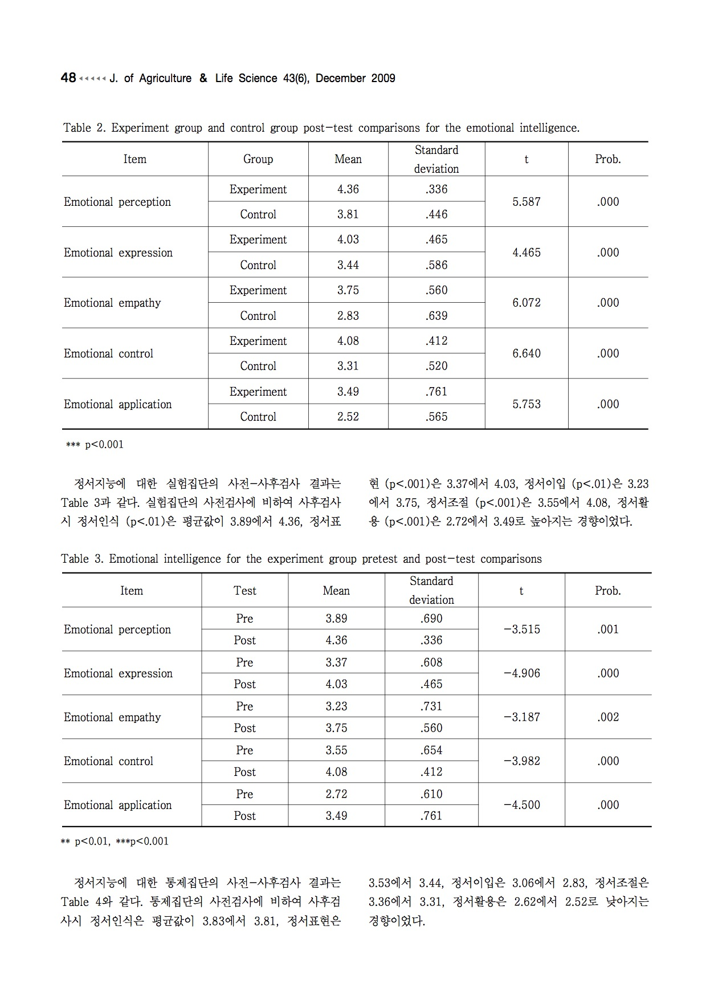 48 ◂◂◂◂◂ J. of Agriculture & Life Science 43(6), December 2009
Table 2. Experiment group and control group post-test comparisons for the emotional intelligence.
Item Group Mean Standard deviation t Prob.
Emotional perception Experiment 4.36 .336 5.587 .000
Control 3.81 .446
Emotional expression Experiment 4.03 .465 4.465 .000
Control 3.44 .586
Emotional empathy Experiment 3.75 .560 6.072 .000
Control 2.83 .639
Emotional control Experiment 4.08 .412 6.640 .000
Control 3.31 .520
Emotional application Experiment 3.49 .761 5.753 .000
Control 2.52 .565
*** p<0.001
정서지능에 대한 실험집단의 사전-사후검사 결과는
Table 3과 같다. 실험집단의 사전검사에 비하여 사후검사
시 정서인식 (p<.01)은 평균값이 3.89에서 4.36, 정서표
현 (p<.001)은 3.37에서 4.03, 정서이입 (p<.01)은 3.23
에서 3.75, 정서조절 (p<.001)은 3.55에서 4.08, 정서활
용 (p<.001)은 2.72에서 3.49로 높아지는 경향이었다.
Table 3. Emotional intelligence for the experiment group pretest and post-test comparisons
Item Test Mean Standard deviation t Prob.
Emotional perception Pre 3.89 .690 -3.515 .001
Post 4.36 .336
Emotional expression Pre 3.37 .608 -4.906 .000
Post 4.03 .465
Emotional empathy Pre 3.23 .731 -3.187 .002
Post 3.75 .560
Emotional control Pre 3.55 .654 -3.982 .000
Post 4.08 .412
Emotional application Pre 2.72 .610 -4.500 .000
Post 3.49 .761
** p<0.01, ***p<0.001
정서지능에 대한 통제집단의 사전-사후검사 결과는
Table 4와 같다. 통제집단의 사전검사에 비하여 사후검
사시 정서인식은 평균값이 3.83에서 3.81, 정서표현은
3.53에서 3.44, 정서이입은 3.06에서 2.83, 정서조절은
3.36에서 3.31, 정서활용은 2.62에서 2.52로 낮아지는
경향이었다.